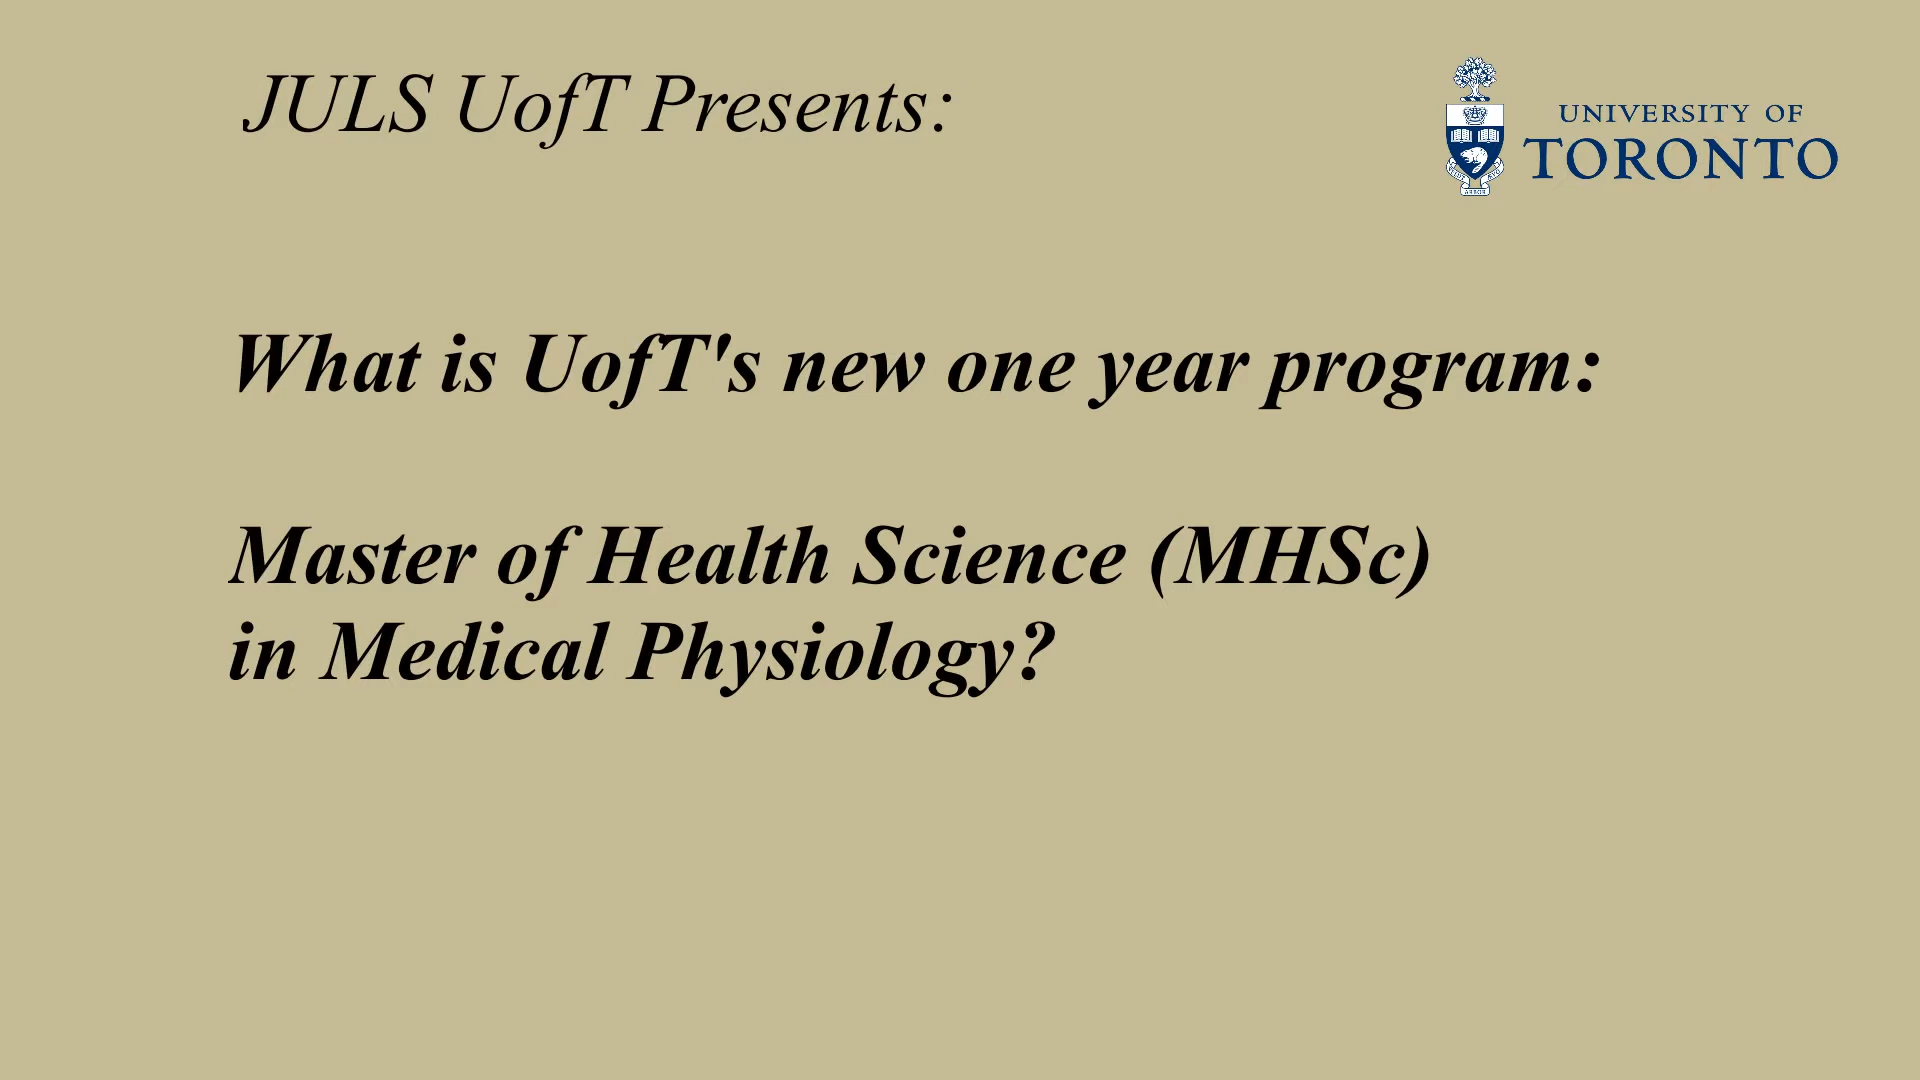 JULS UofT Presents:
UNIVERSITY OF
TORONTO
What is UofT's new one year program:
Master of Health Science (MHSc)
in Medical Physiology?